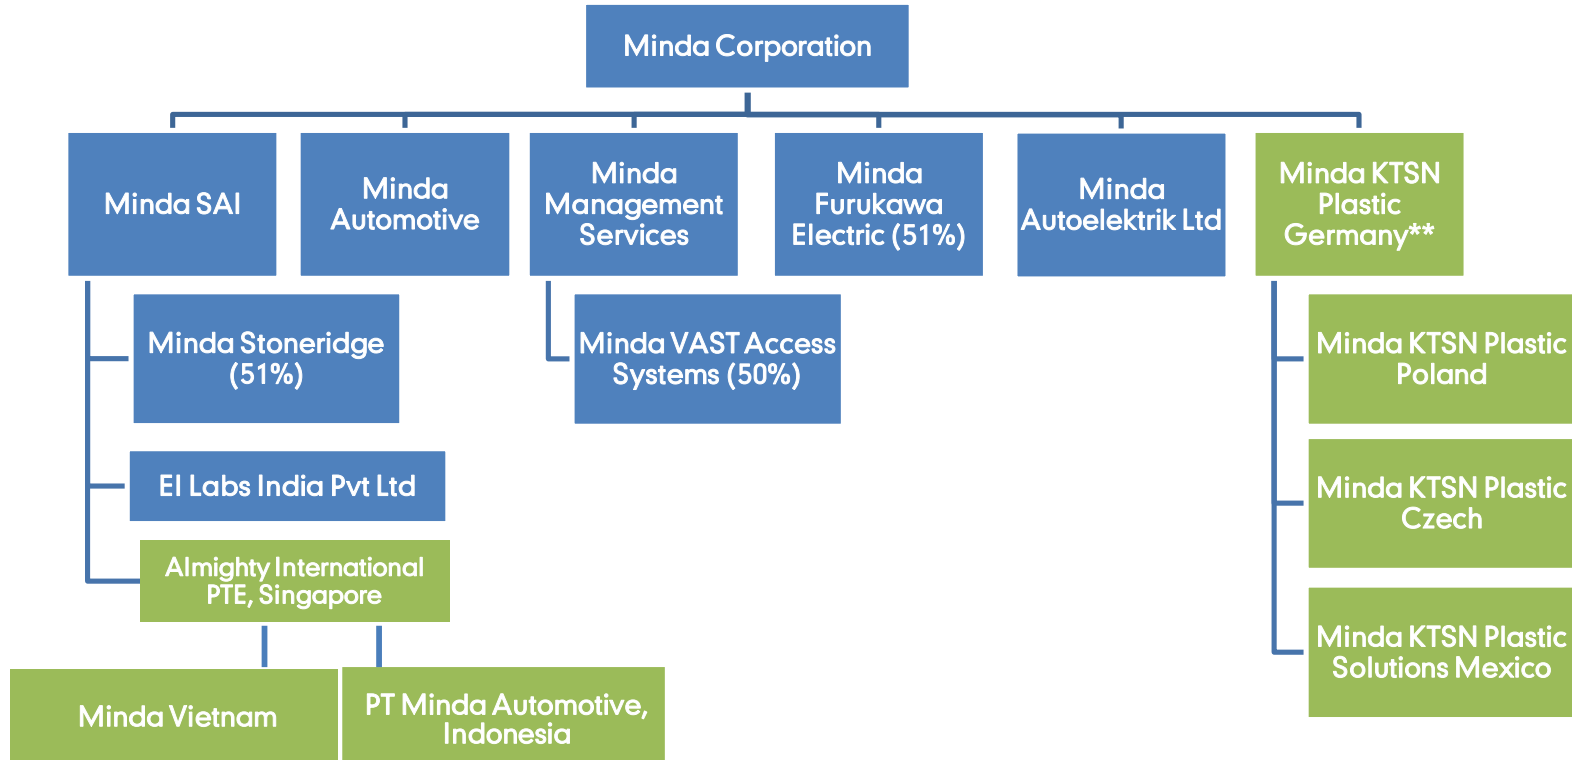 Minda Corporation
Minda SAI
Minda
Automotive
Minda
Management
Services
Minda
Furukawa
Electric (51%)
Minda
Autoelektrik Ltd
Minda KTSN
Plastic
Germany**
Minda Stoneridge
(51%)
Minda VAST Access
Systems (50%)
Minda KTSN Plastic
Poland
EI Labs India Pvt Ltd
Minda KTSN Plastic
Czech
Almighty International
PTE, Singapore
Minda KTSN Plastic
Solutions Mexico
Minda Vietnam
PT Minda Automotive,
Indonesia